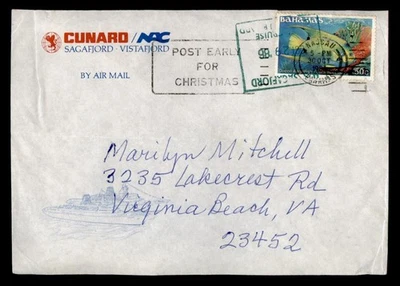 CUNARD / NAC
SAGAFJORD · VISTAFJORD
BY AIR MAIL
POST EARLY
FOR
CHRISTMAS
BAHAMAS
NASSAU
50c
Marilyn Mitchell
3235 Lakecrest Rd
Virginia Beach, VA
23452